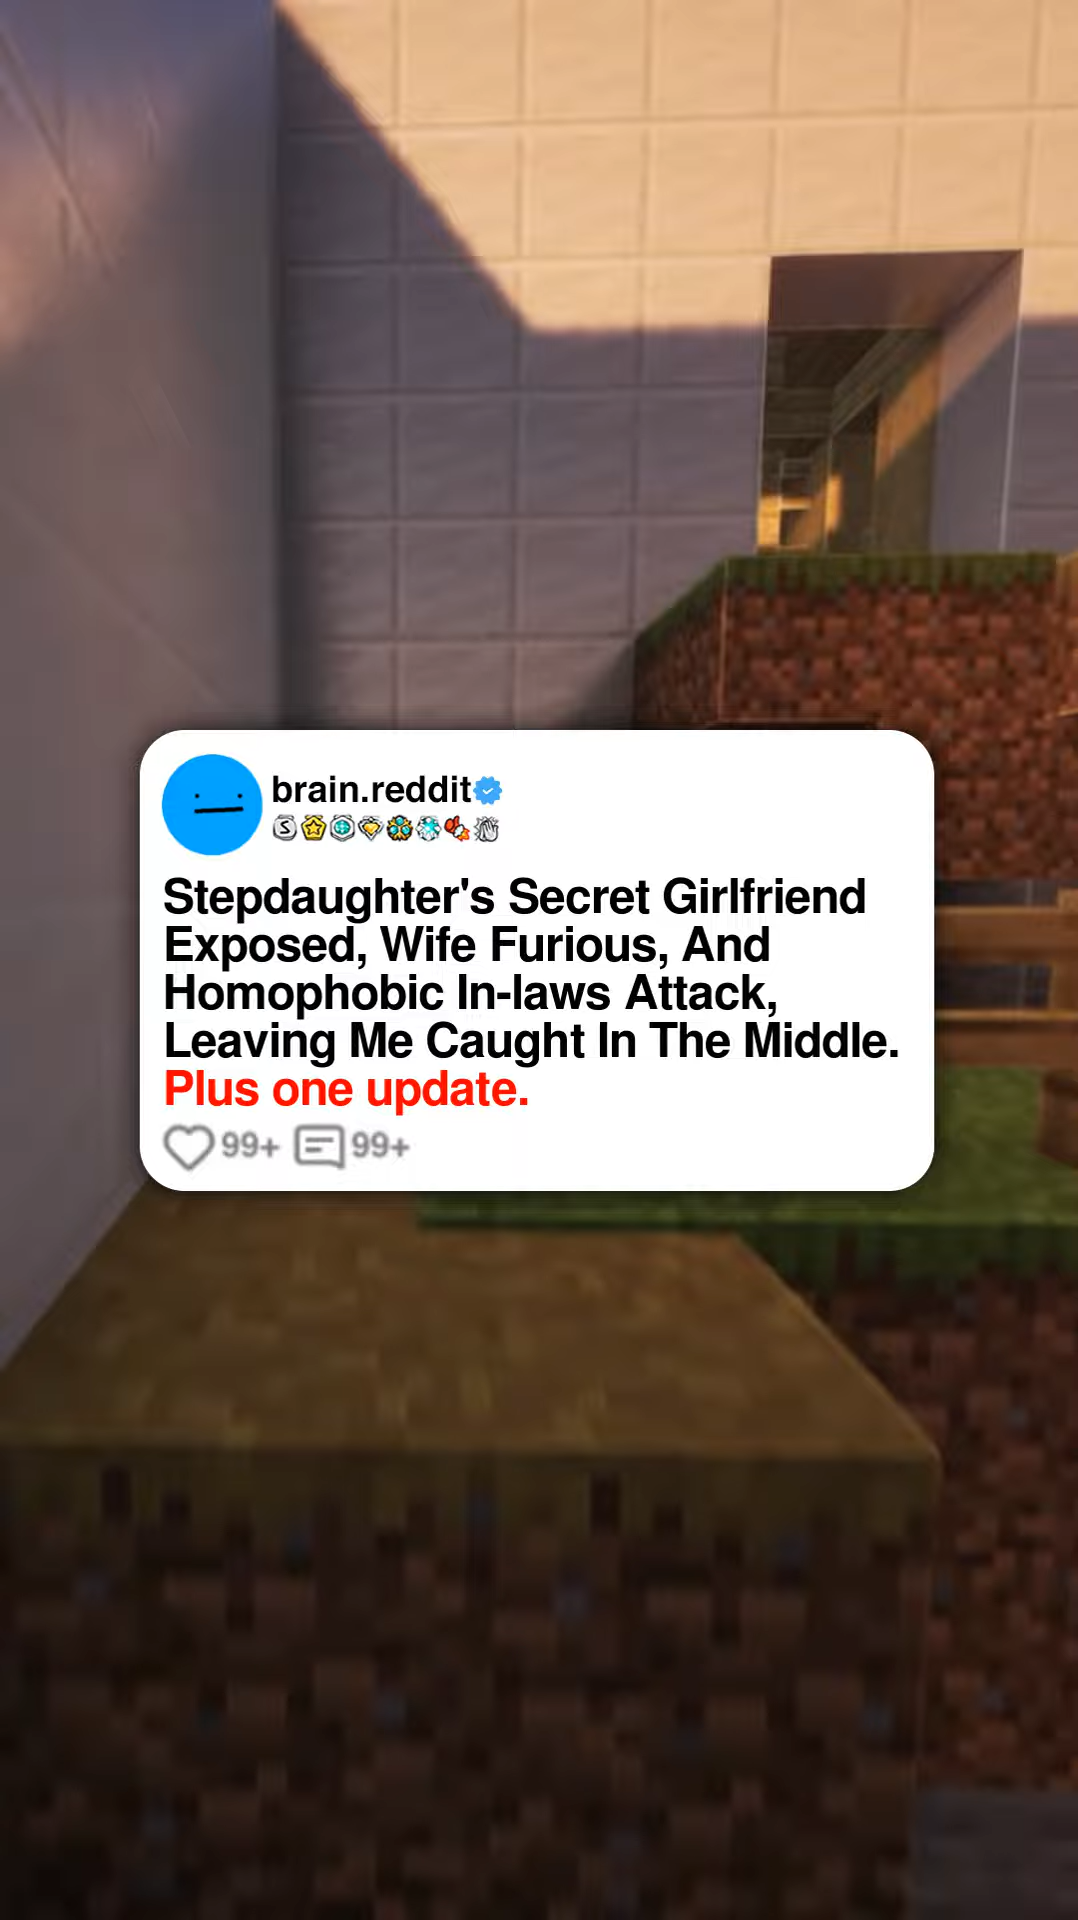 brain.reddit
Stepdaughter's Secret Girlfriend
Exposed, Wife Furious, And
Homophobic In-laws Attack,
Leaving Me Caught In The Middle.
Plus one update.
99+ 99+